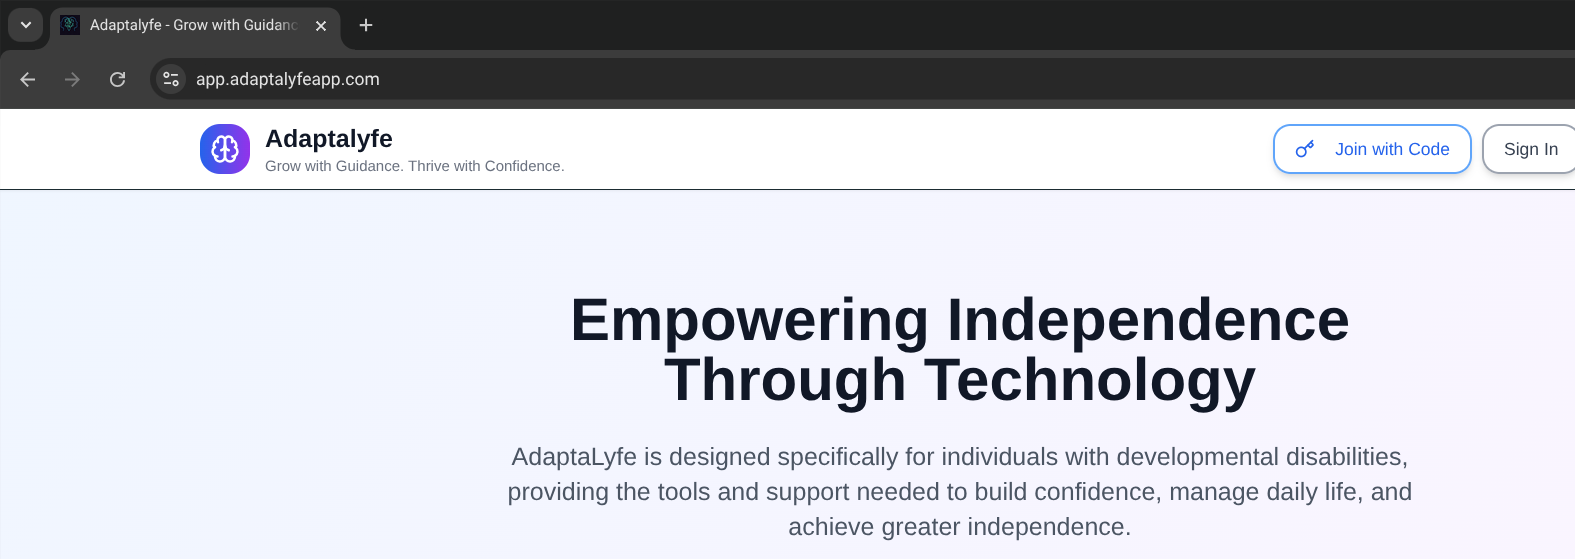 Adaptalyfe - Grow with Guidanc
app.adaptalyfeapp.com
Adaptalyfe
Grow with Guidance. Thrive with Confidence.
Join with Code
Sign In
Empowering Independence
Through Technology
AdaptaLyfe is designed specifically for individuals with developmental disabilities,
providing the tools and support needed to build confidence, manage daily life, and
achieve greater independence.